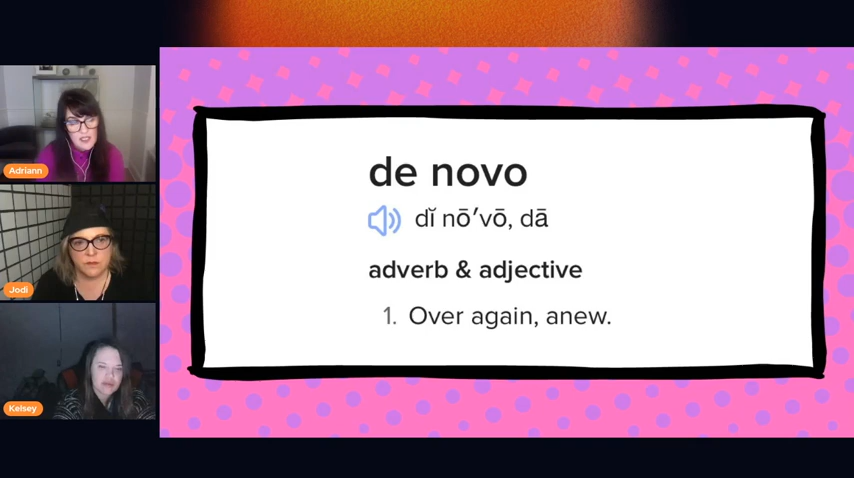 Adriann
Jodi
Kelsey
de novo
dĭ nō′vō, dā
adverb & adjective
1. Over again, anew.